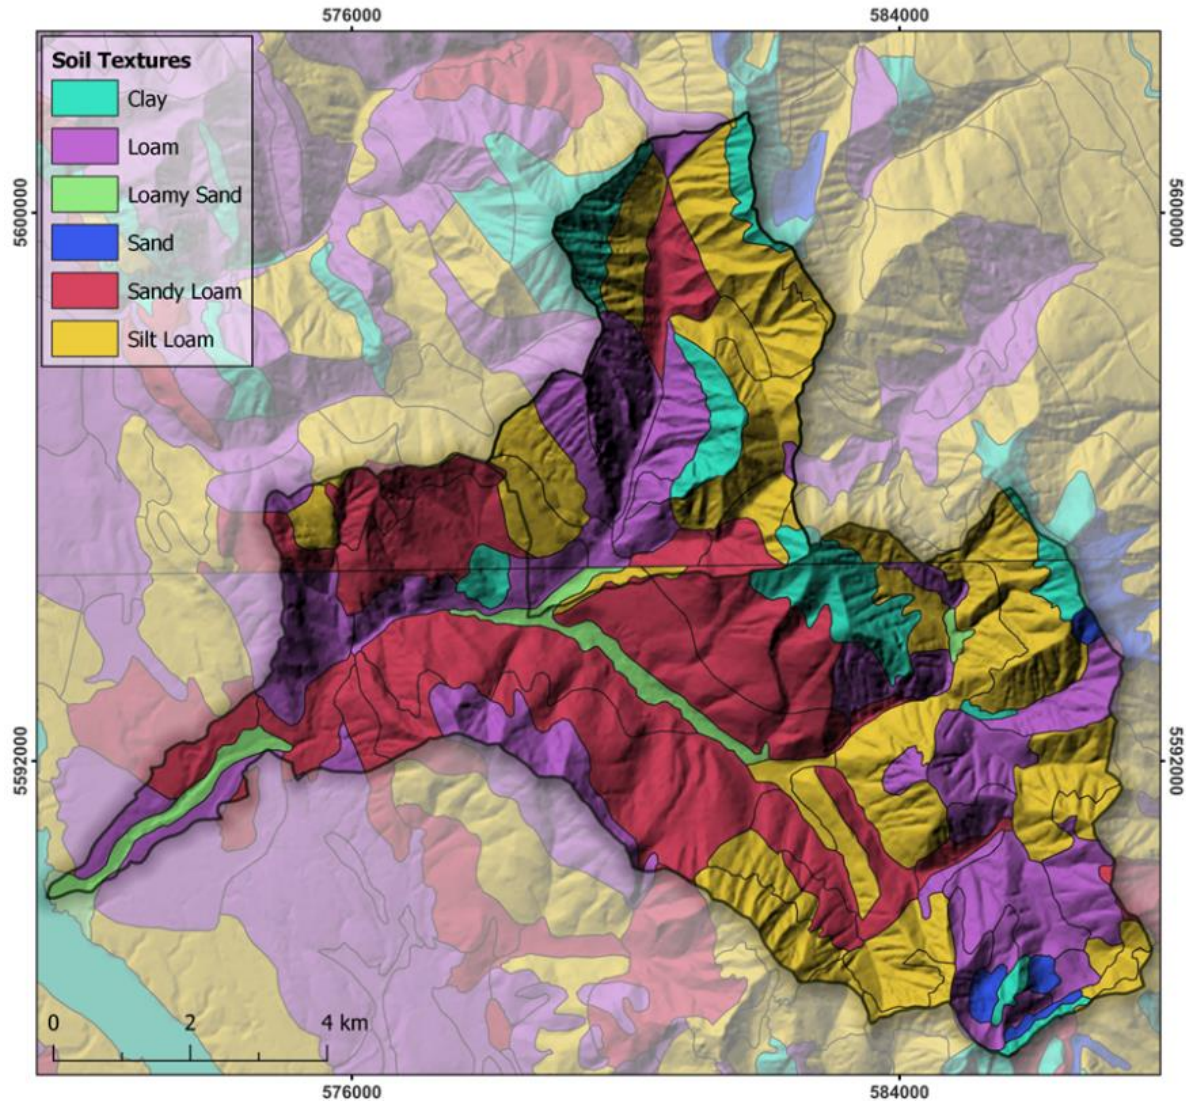 576000 584000
Soil Textures
Clay
Loam
Loamy Sand
Sand
Sandy Loam
Silt Loam
5600000 5600000
5592000 5592000
0 2 4 km
576000 584000